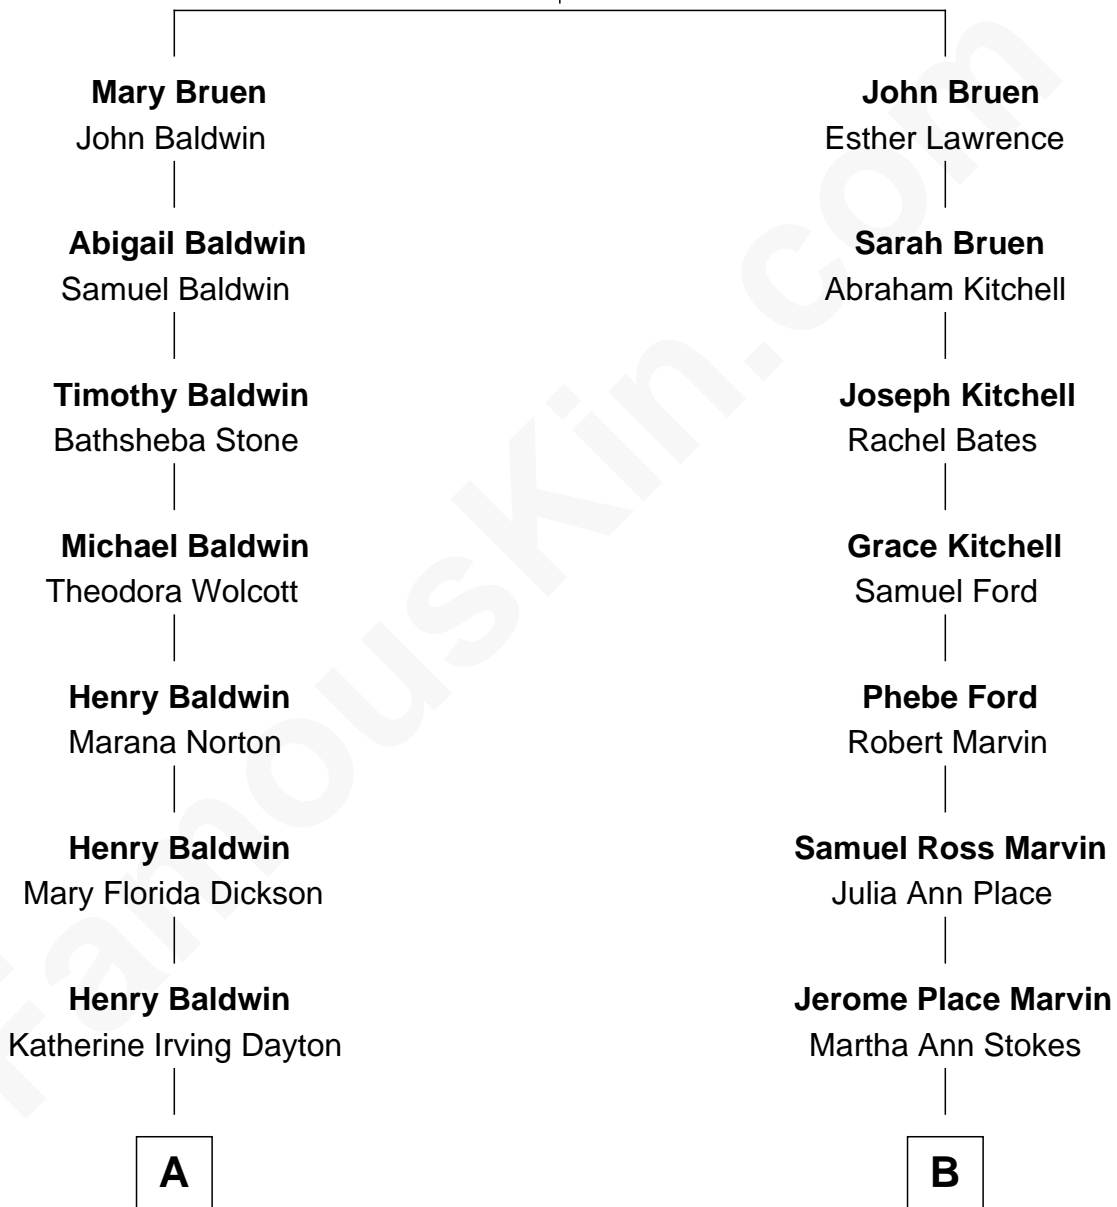 Mary Bruen
John Baldwin
Abigail Baldwin
Samuel Baldwin
Timothy Baldwin
Bathsheba Stone
Michael Baldwin
Theodora Wolcott
Henry Baldwin
Marana Norton
Henry Baldwin
Mary Florida Dickson
Henry Baldwin
Katherine Irving Dayton
A
John Bruen
Esther Lawrence
Sarah Bruen
Abraham Kitchell
Joseph Kitchell
Rachel Bates
Grace Kitchell
Samuel Ford
Phebe Ford
Robert Marvin
Samuel Ross Marvin
Julia Ann Place
Jerome Place Marvin
Martha Ann Stokes
B
FamousKin.com